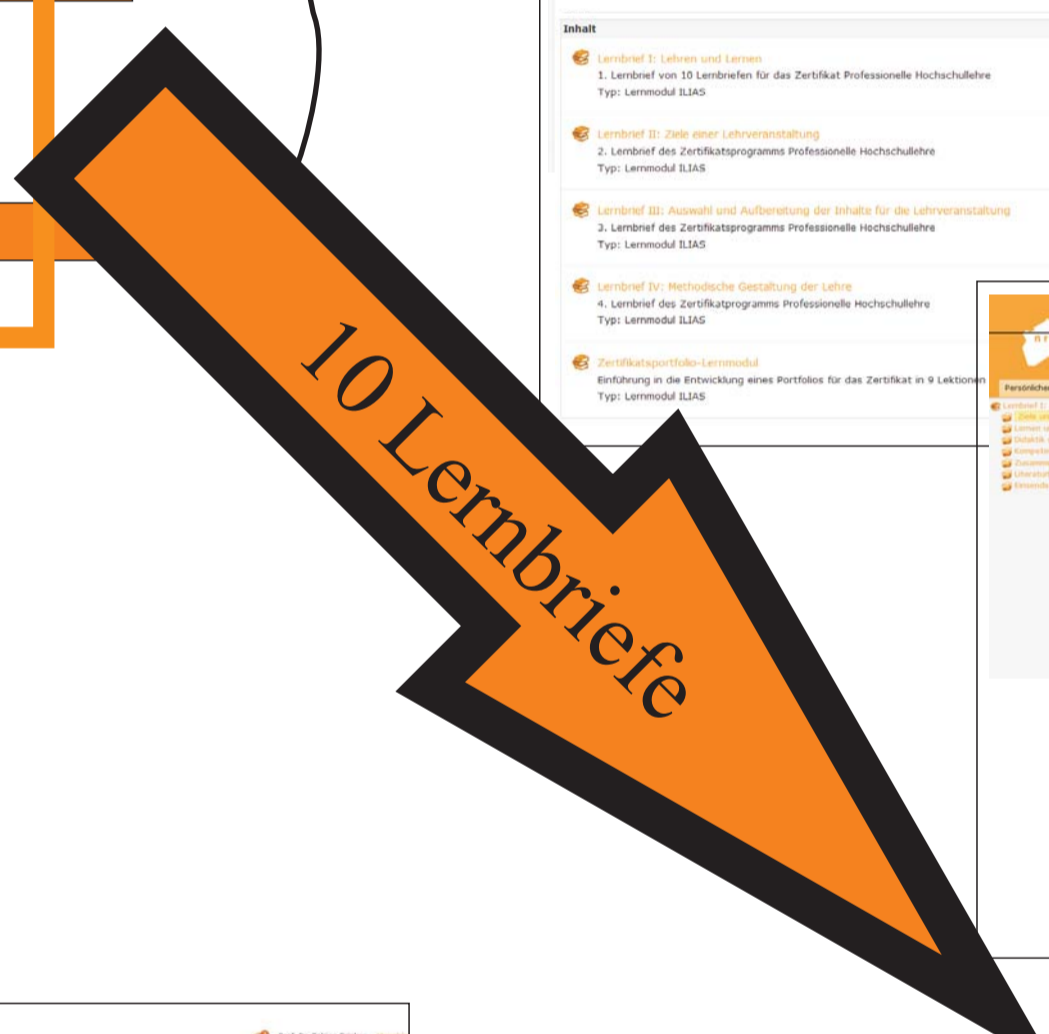 Inhalt
Lernbrief I: Lehren und Lernen
1. Lernbrief von 10 Lernbriefen für das Zertifikat Professionelle Hochschullehre
Typ: Lernmodul ILIAS
Lernbrief II: Ziele einer Lehrveranstaltung
2. Lernbrief des Zertifikatsprogramms Professionelle Hochschullehre
Typ: Lernmodul ILIAS
Lernbrief III: Auswahl und Aufbereitung der Inhalte für die Lehrveranstaltung
3. Lernbrief des Zertifikatsprogramms Professionelle Hochschullehre
Typ: Lernmodul ILIAS
Lernbrief IV: Methodische Gestaltung der Lehre
4. Lernbrief des Zertifikatprogramms Professionelle Hochschullehre
Typ: Lernmodul ILIAS
Zertifikatsportfolio-Lernmodul
Einführung in die Entwicklung eines Portfolios für das Zertifikat in 9 Lektionen
Typ: Lernmodul ILIAS
10 Lernbriefe
Lernbrief 1:
Didaktik